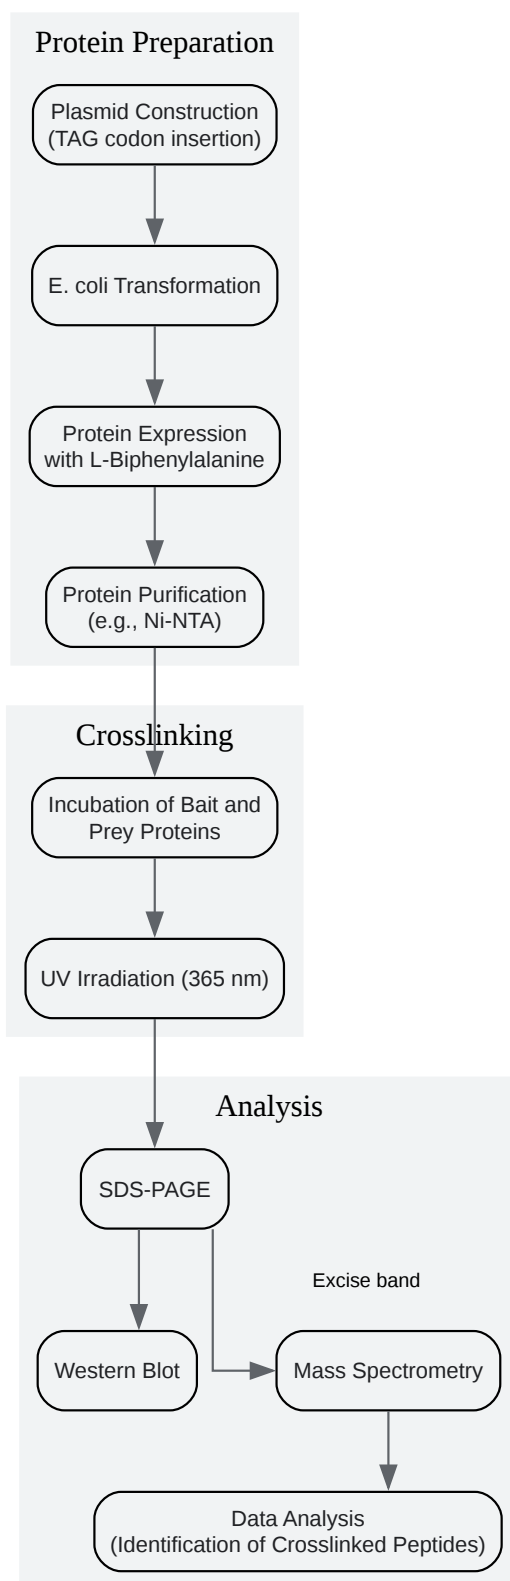 Protein Preparation
Plasmid Construction
(TAG codon insertion)
E. coli Transformation
Protein Expression
with L-Biphenylalanine
Protein Purification
(e.g., Ni-NTA)
Crosslinking
Incubation of Bait and
Prey Proteins
UV Irradiation (365 nm)
Analysis
SDS-PAGE
Excise band
Western Blot
Mass Spectrometry
Data Analysis
(Identification of Crosslinked Peptides)